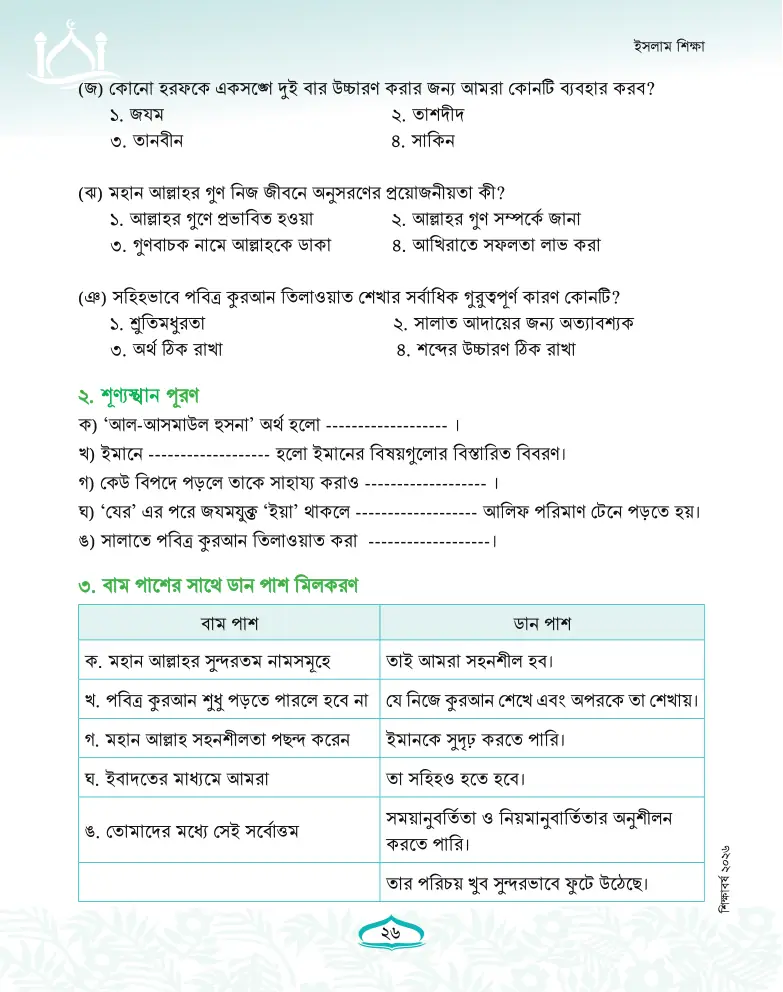 ইসলাম শিক্ষা
(জ) কোনো হরফকে একসঙ্গে দুই বার উচ্চারণ করার জন্য আমরা কোনটি ব্যবহার করব?
১. জযম ২. তাশদীদ
৩. তানবীন ৪. সাকিন
(ঝ) মহান আল্লাহর গুণ নিজ জীবনে অনুসরণের প্রয়োজনীয়তা কী?
১. আল্লাহর গুণে প্রভাবিত হওয়া ২. আল্লাহর গুণ সম্পর্কে জানা
৩. গুণবাচক নামে আল্লাহকে ডাকা ৪. আখিরাতে সফলতা লাভ করা
(ঞ) সহিহভাবে পবিত্র কুরআন তিলাওয়াত শেখার সর্বাধিক গুরুত্বপূর্ণ কারণ কোনটি?
১. শ্রুতিমধুরতা ২. সালাত আদায়ের জন্য অত্যাবশ্যক
৩. অর্থ ঠিক রাখা ৪. শব্দের উচ্চারণ ঠিক রাখা
২. শূণ্যস্থান পূরণ
ক) ‘আল-আসমাউল হুসনা’ অর্থ হলো ------------------- ।
খ) ইমানে ------------------- হলো ইমানের বিষয়গুলোর বিস্তারিত বিবরণ।
গ) কেউ বিপদে পড়লে তাকে সাহায্য করাও ------------------- ।
ঘ) ‘যের’ এর পরে জযমযুক্ত ‘ইয়া’ থাকলে ------------------- আলিফ পরিমাণ টেনে পড়তে হয়।
ঙ) সালাতে পবিত্র কুরআন তিলাওয়াত করা -------------------।
৩. বাম পাশের সাথে ডান পাশ মিলকরণ
বাম পাশ ডান পাশ
ক. মহান আল্লাহর সুন্দরতম নামসমূহে তাই আমরা সহনশীল হব।
খ. পবিত্র কুরআন শুধু পড়তে পারলে হবে না যে নিজে কুরআন শেখে এবং অপরকে তা শেখায়।
গ. মহান আল্লাহ সহনশীলতা পছন্দ করেন ইমানকে সুদৃঢ় করতে পারি।
ঘ. ইবাদতের মাধ্যমে আমরা তা সহিহও হতে হবে।
ঙ. তোমাদের মধ্যে সেই সর্বোত্তম সময়ানুবর্তিতা ও নিয়মানুবার্তিতার অনুশীলন
করতে পারি।
তার পরিচয় খুব সুন্দরভাবে ফুটে উঠেছে।
শিক্ষাবর্ষ ২০২৬
২৬